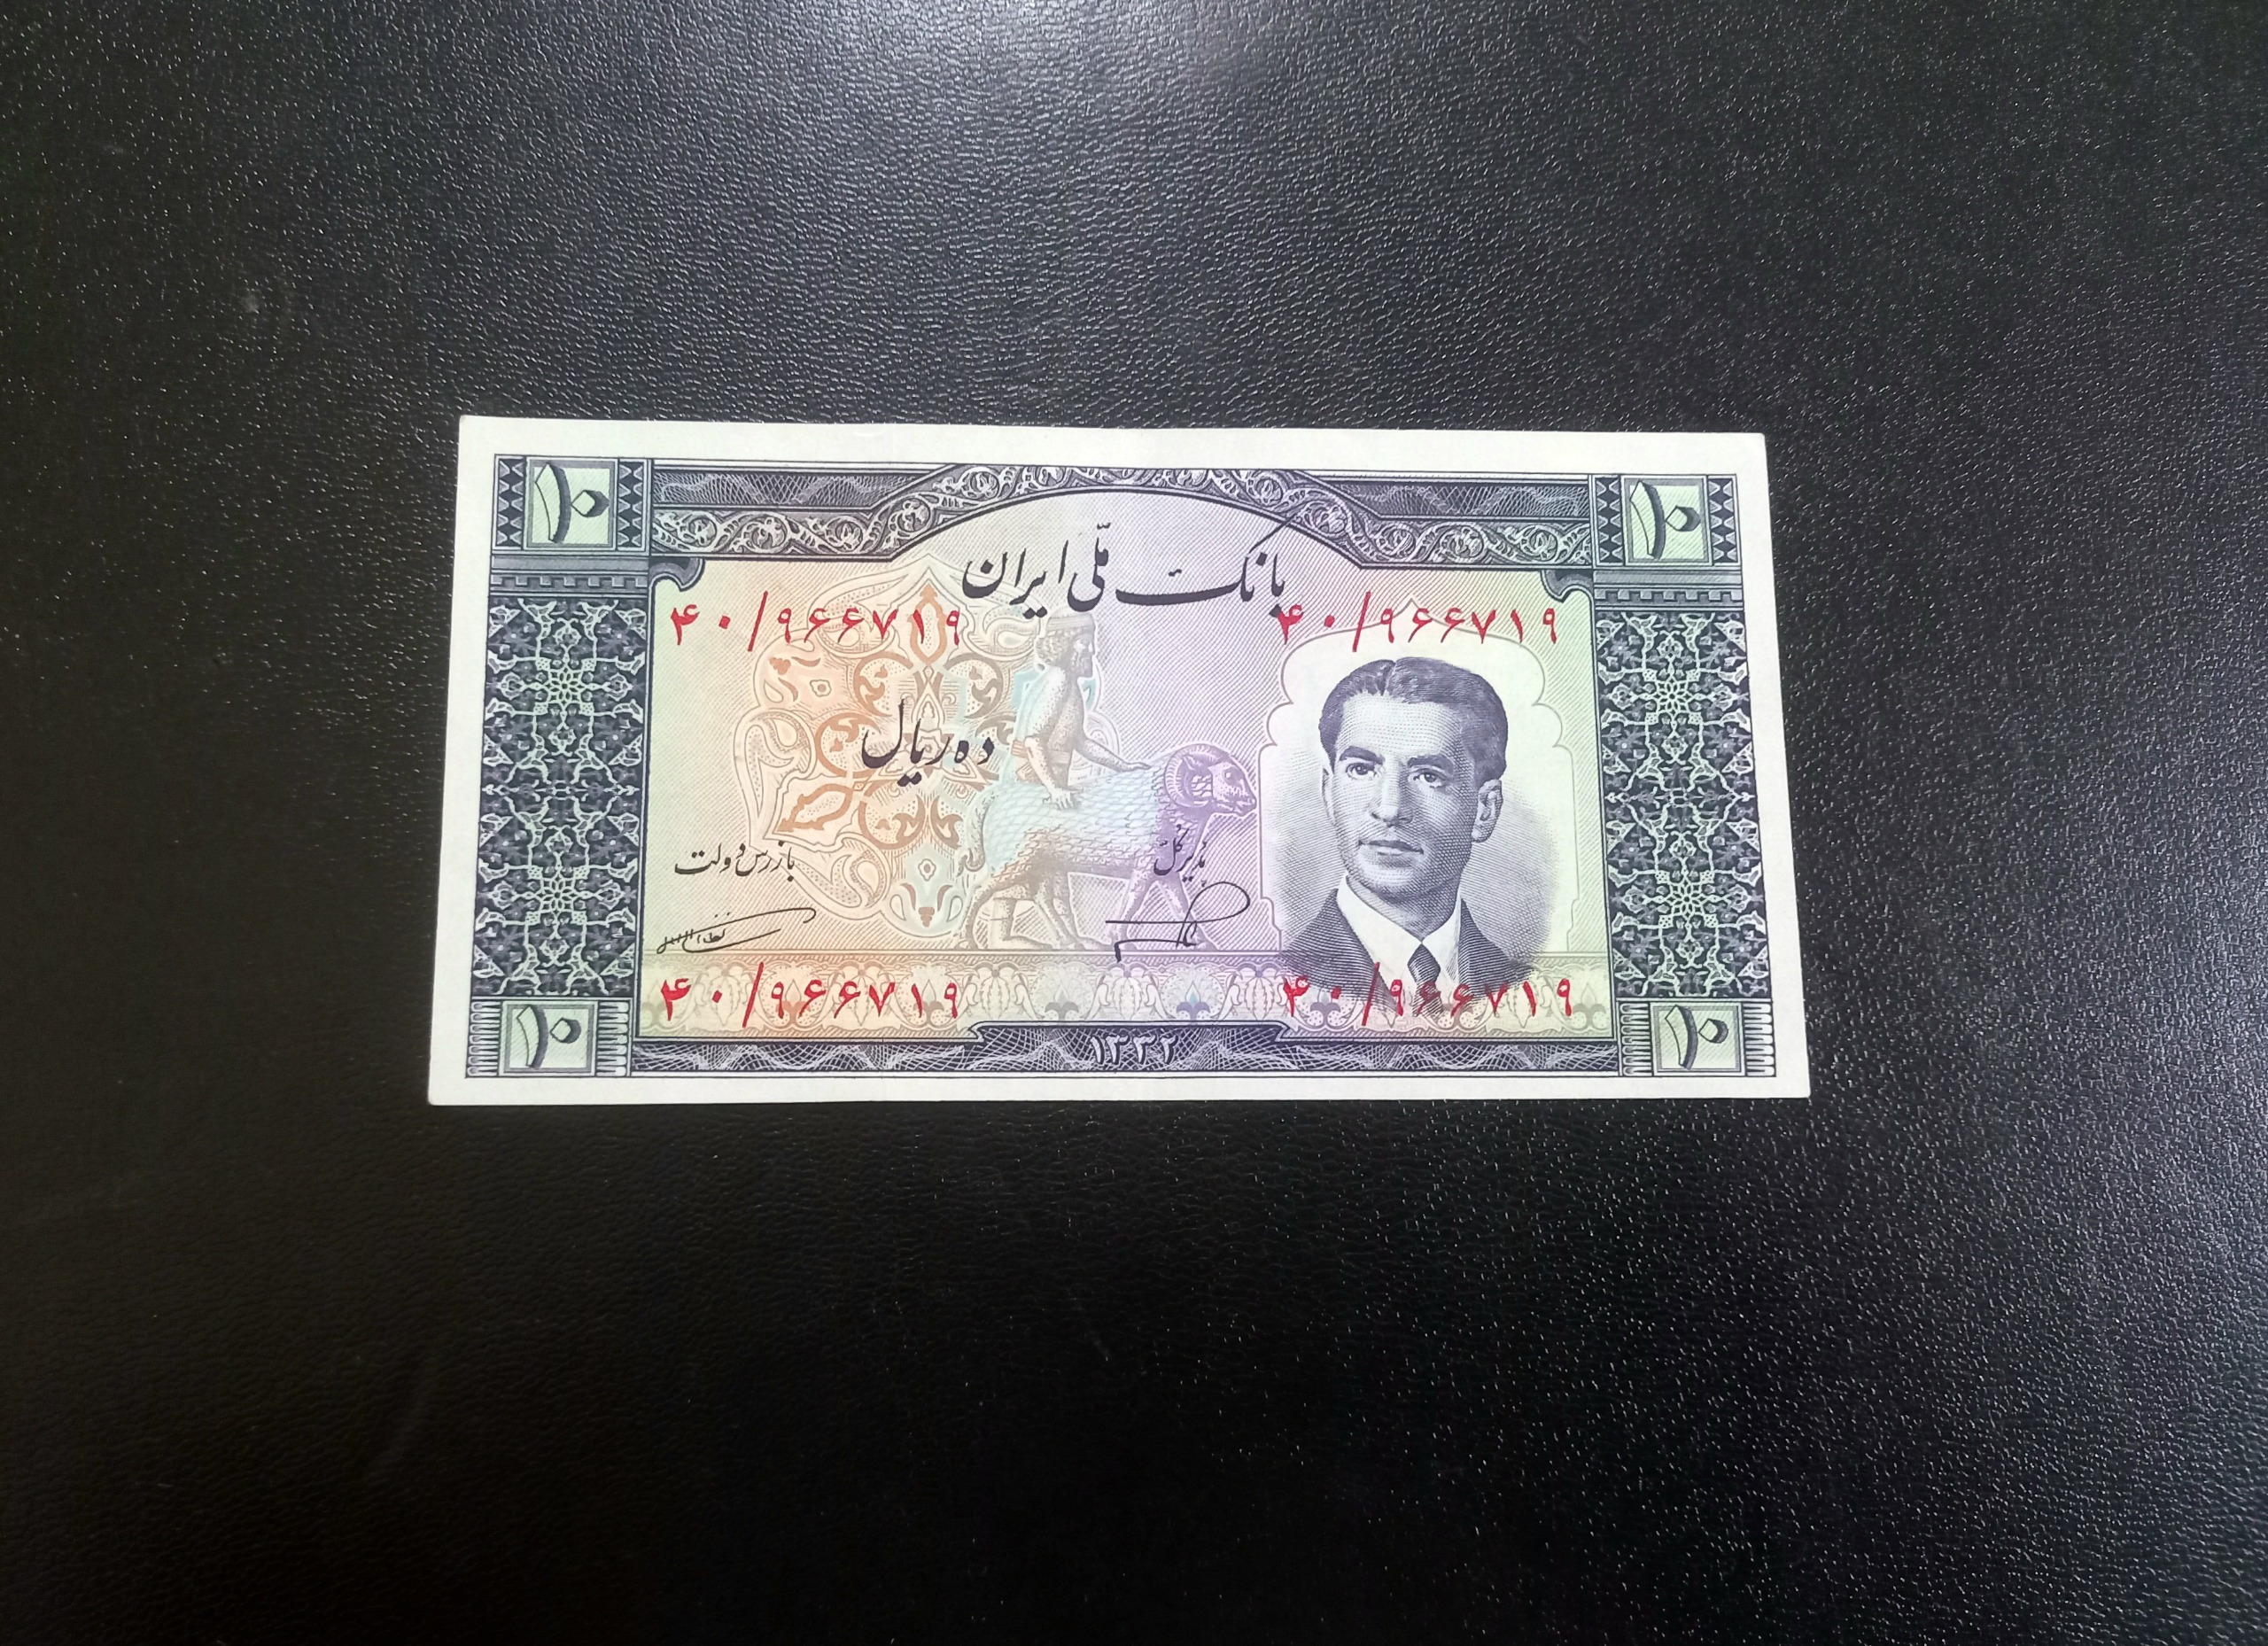 ۱۰ ۱۰
بانک ملّی ایران
۴۰/۹۶۶۷۱۹ ۴۰/۹۶۶۷۱۹
ده ریال
مدیر کل بازرس دولت
۴۰/۹۶۶۷۱۹ ۴۰/۹۶۶۷۱۹
۱۰ ۱۳۳۲ ۱۰